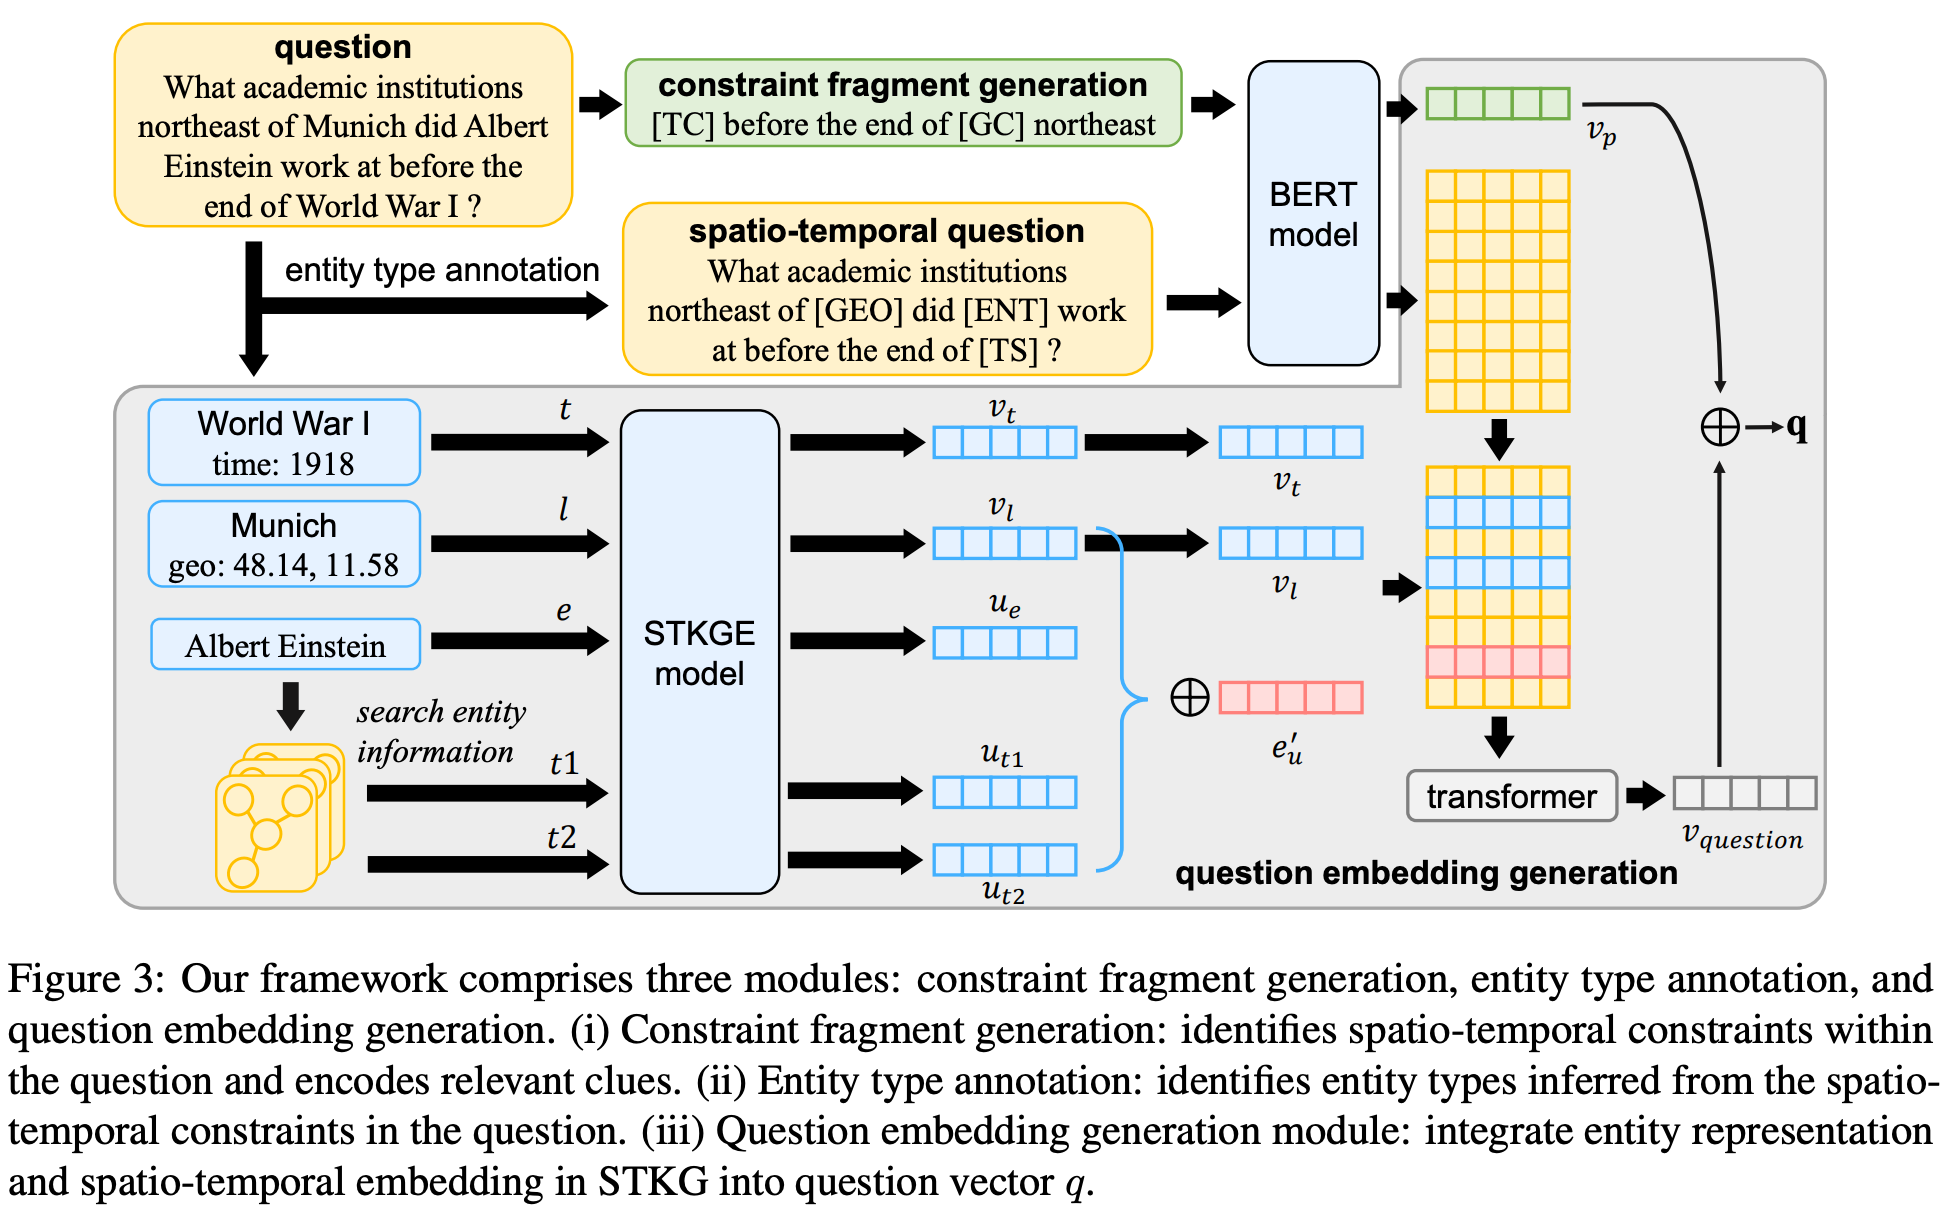 question
What academic institutions
northeast of Munich did Albert
Einstein work at before the
end of World War I ?
constraint fragment generation
[TC] before the end of [GC] northeast
entity type annotation
spatio-temporal question
What academic institutions
northeast of [GEO] did [ENT] work
at before the end of [TS] ?
BERT
model
v_p
q
World War I
time: 1918
t
v_t
v_t
Munich
geo: 48.14, 11.58
l
v_l
v_l
Albert Einstein
e
STKGE
model
u_e
search entity
information
t1
u_{t1}
e'_u
t2
u_{t2}
transformer
v_{question}
question embedding generation
Figure 3: Our framework comprises three modules: constraint fragment generation, entity type annotation, and
question embedding generation. (i) Constraint fragment generation: identifies spatio-temporal constraints within
the question and encodes relevant clues. (ii) Entity type annotation: identifies entity types inferred from the spatio-
temporal constraints in the question. (iii) Question embedding generation module: integrate entity representation
and spatio-temporal embedding in STKG into question vector q.